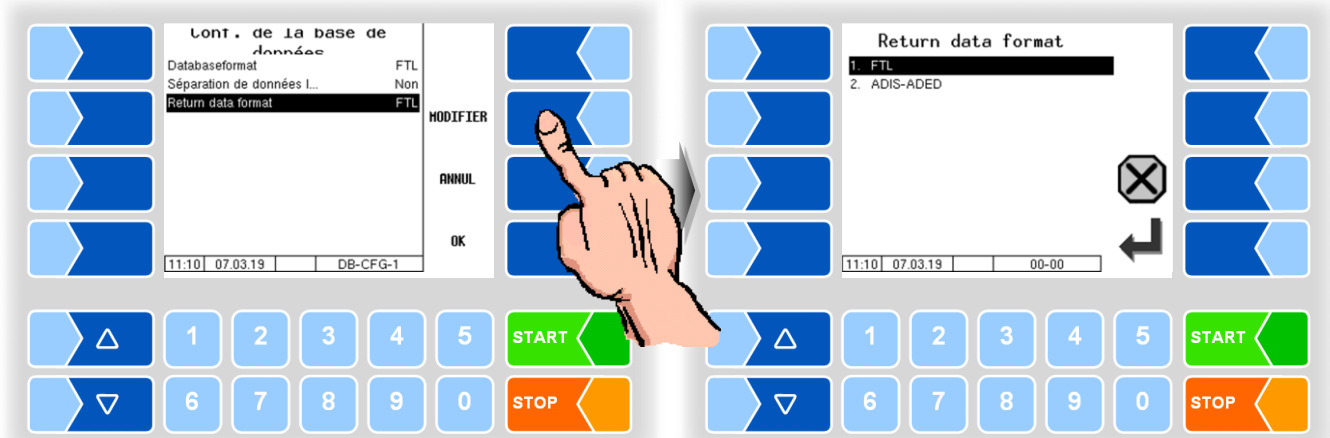 Conf. de la base de
données
Databaseformat FTL
Séparation de données l... Non
Return data format FTL
MODIFIER
ANNUL
OK
11:10 07.03.19 DB-CFG-1
1 2 3 4 5 START
6 7 8 9 0 STOP
Return data format
1. FTL
2. ADIS-ADED
11:10 07.03.19 00-00
1 2 3 4 5 START
6 7 8 9 0 STOP